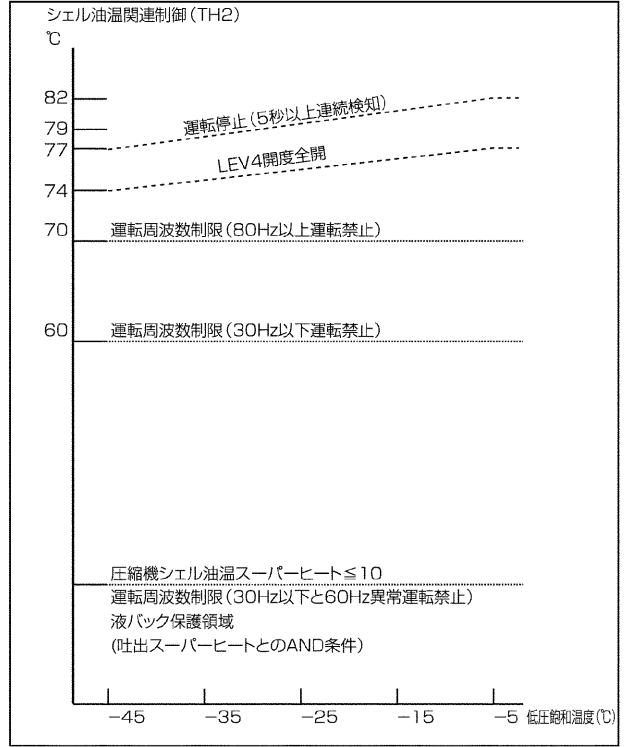 シェル油温関連制御(TH2)
℃
82
運転停止(5秒以上連続検知)
79
77
LEV4開度全開
74
70 運転周波数制限(80Hz以上運転禁止)
60 運転周波数制限(30Hz以下運転禁止)
圧縮機シェル油温スーパーヒート≦10
運転周波数制限(30Hz以下と60Hz異常運転禁止)
液バック保護領域
(吐出スーパーヒートとのAND条件)
-45 -35 -25 -15 -5 低圧飽和温度(℃)